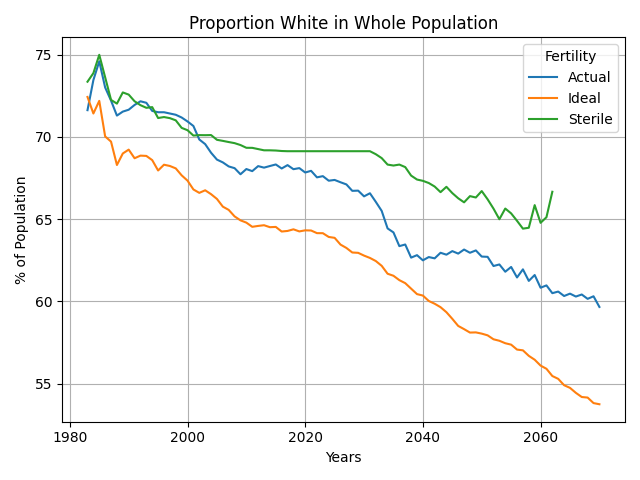 Proportion White in Whole Population
% of Population
75
70
65
60
55
Fertility
Actual
Ideal
Sterile
1980
2000
2020
2040
2060
Years